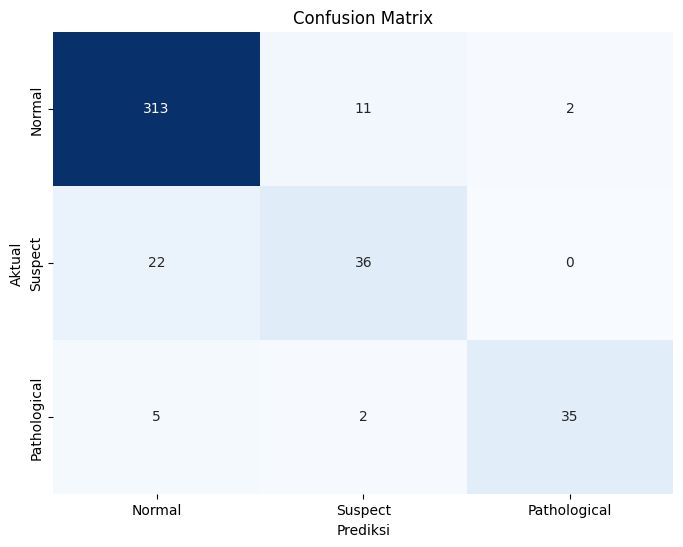 Confusion Matrix
Normal
313
11
2
Aktual
Suspect
22
36
0
Pathological
5
2
35
Normal
Suspect
Pathological
Prediksi